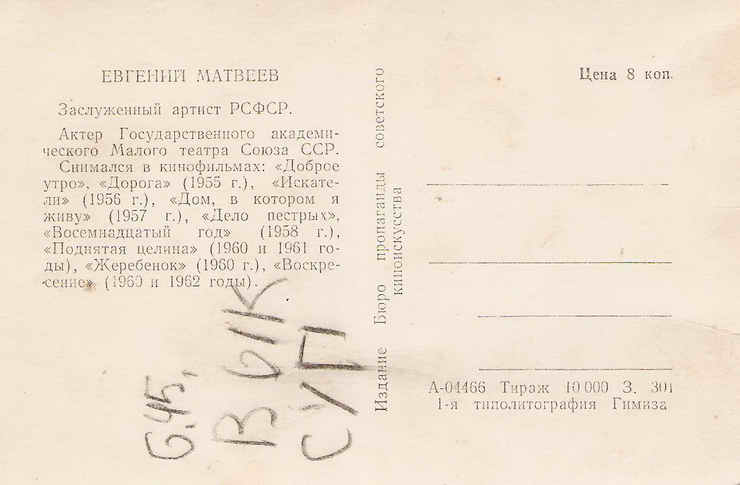 ЕВГЕНИЙ МАТВЕЕВ
Заслуженный артист РСФСР.
Актер Государственного академи-
ческого Малого театра Союза ССР.
Снимался в кинофильмах: «Доброе
утро», «Дорога» (1955 г.), «Искате-
ли» (1956 г.), «Дом, в котором я
живу» (1957 г.), «Дело пестрых»,
«Восемнадцатый год» (1958 г.),
«Поднятая целина» (1960 и 1961 го-
ды), «Жеребенок» (1960 г.), «Воскре-
сение» (1960 и 1962 годы).
Издание Бюро пропаганды советского
киноискусства
Цена 8 коп.
А-04466 Тираж 10 000 З. 301
1-я типолитография Гимиза
6.45.